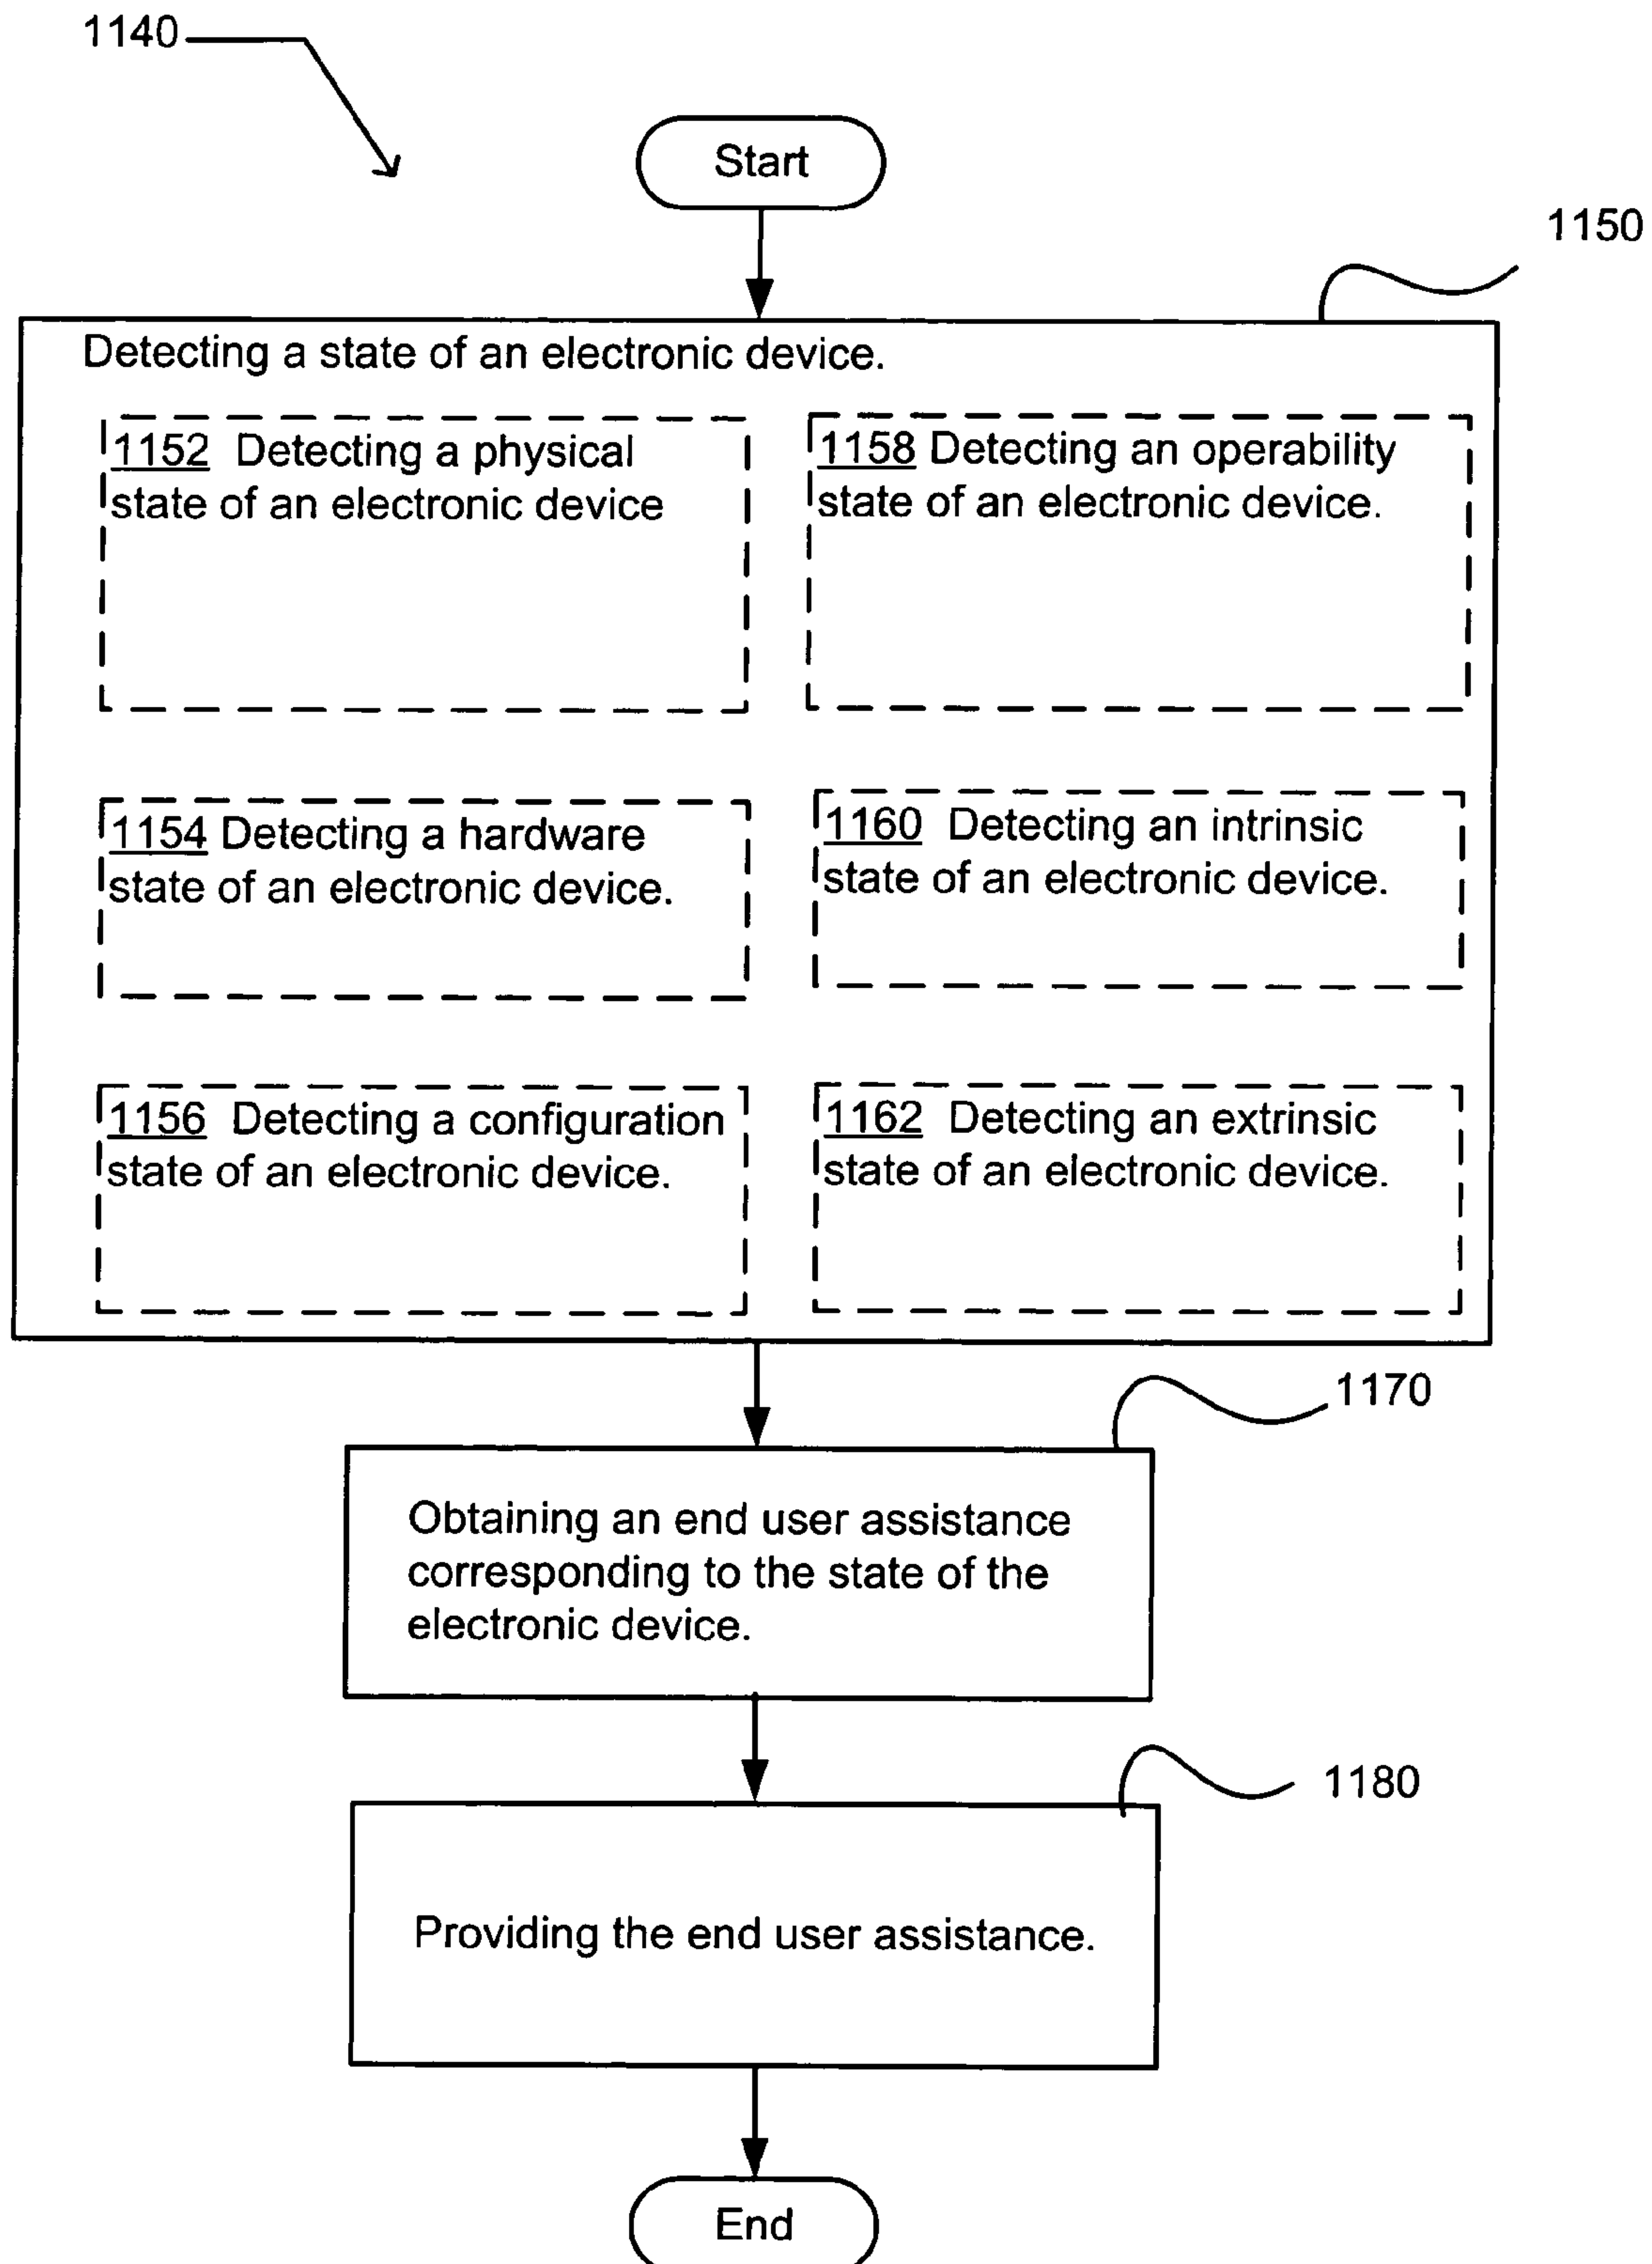 1140
Start
1150
Detecting a state of an electronic device.
1152 Detecting a physical
state of an electronic device
1158 Detecting an operability
state of an electronic device.
1154 Detecting a hardware
state of an electronic device.
1160 Detecting an intrinsic
state of an electronic device.
1156 Detecting a configuration
state of an electronic device.
1162 Detecting an extrinsic
state of an electronic device.
1170
Obtaining an end user assistance
corresponding to the state of the
electronic device.
1180
Providing the end user assistance.
End